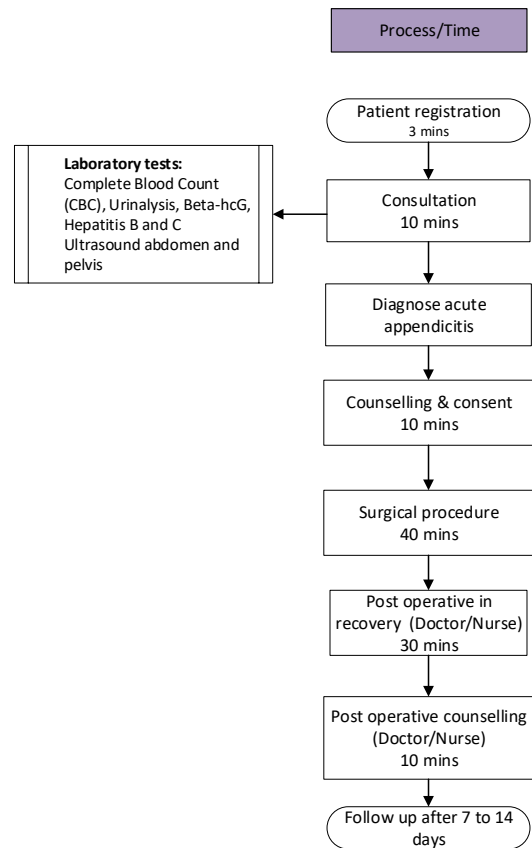 Process/Time
Patient registration
3 mins
Laboratory tests:
Complete Blood Count
(CBC), Urinalysis, Beta-hcG,
Hepatitis B and C
Ultrasound abdomen and
pelvis
Consultation
10 mins
Diagnose acute
appendicitis
Counselling & consent
10 mins
Surgical procedure
40 mins
Post operative in
recovery (Doctor/Nurse)
30 mins
Post operative counselling
(Doctor/Nurse)
10 mins
Follow up after 7 to 14
days